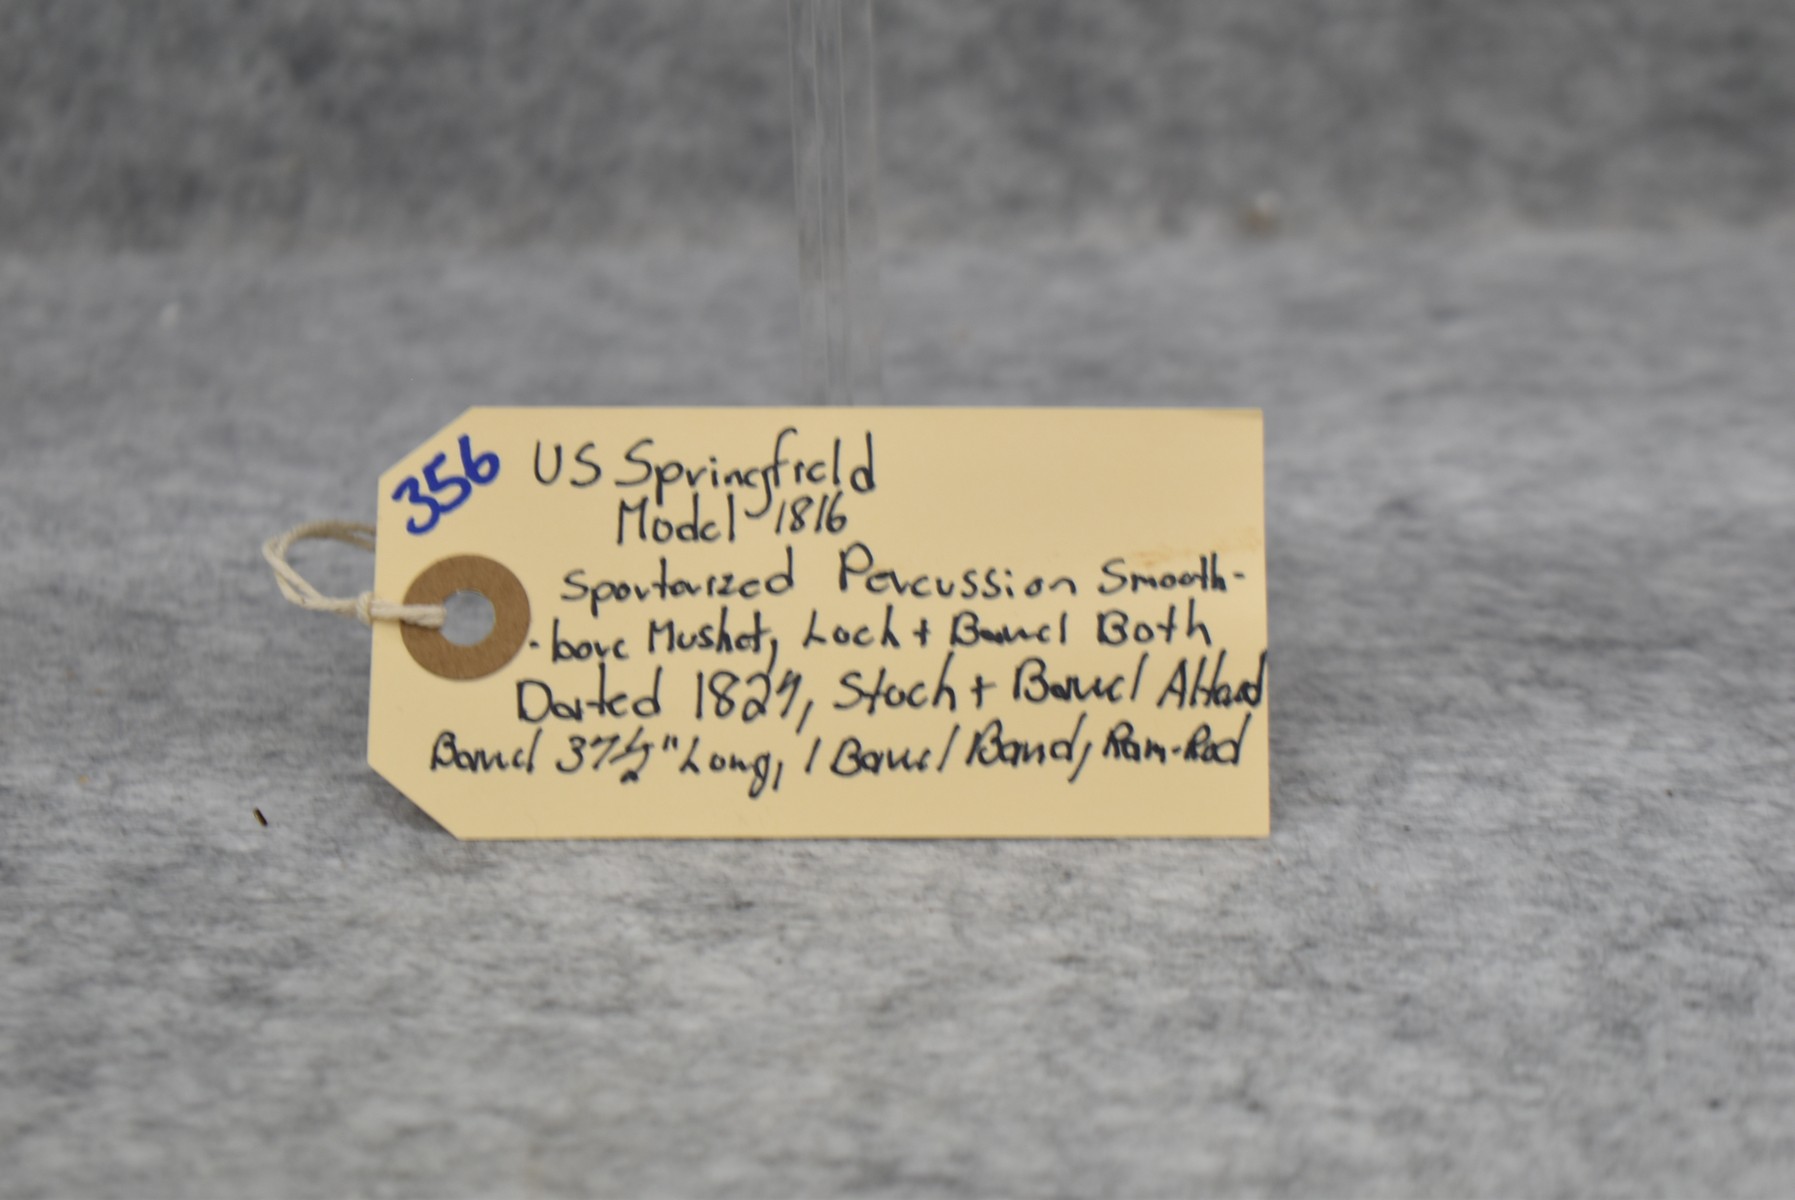 356 US Springfield
Model 1816
Sportarized Percussion Smooth-
-bore Musket, Lock + Barrel Both
Dated 1827, Stock + Barrel Altard
Barrel 37½" Long, 1 Barrel Band, Ram-Rod